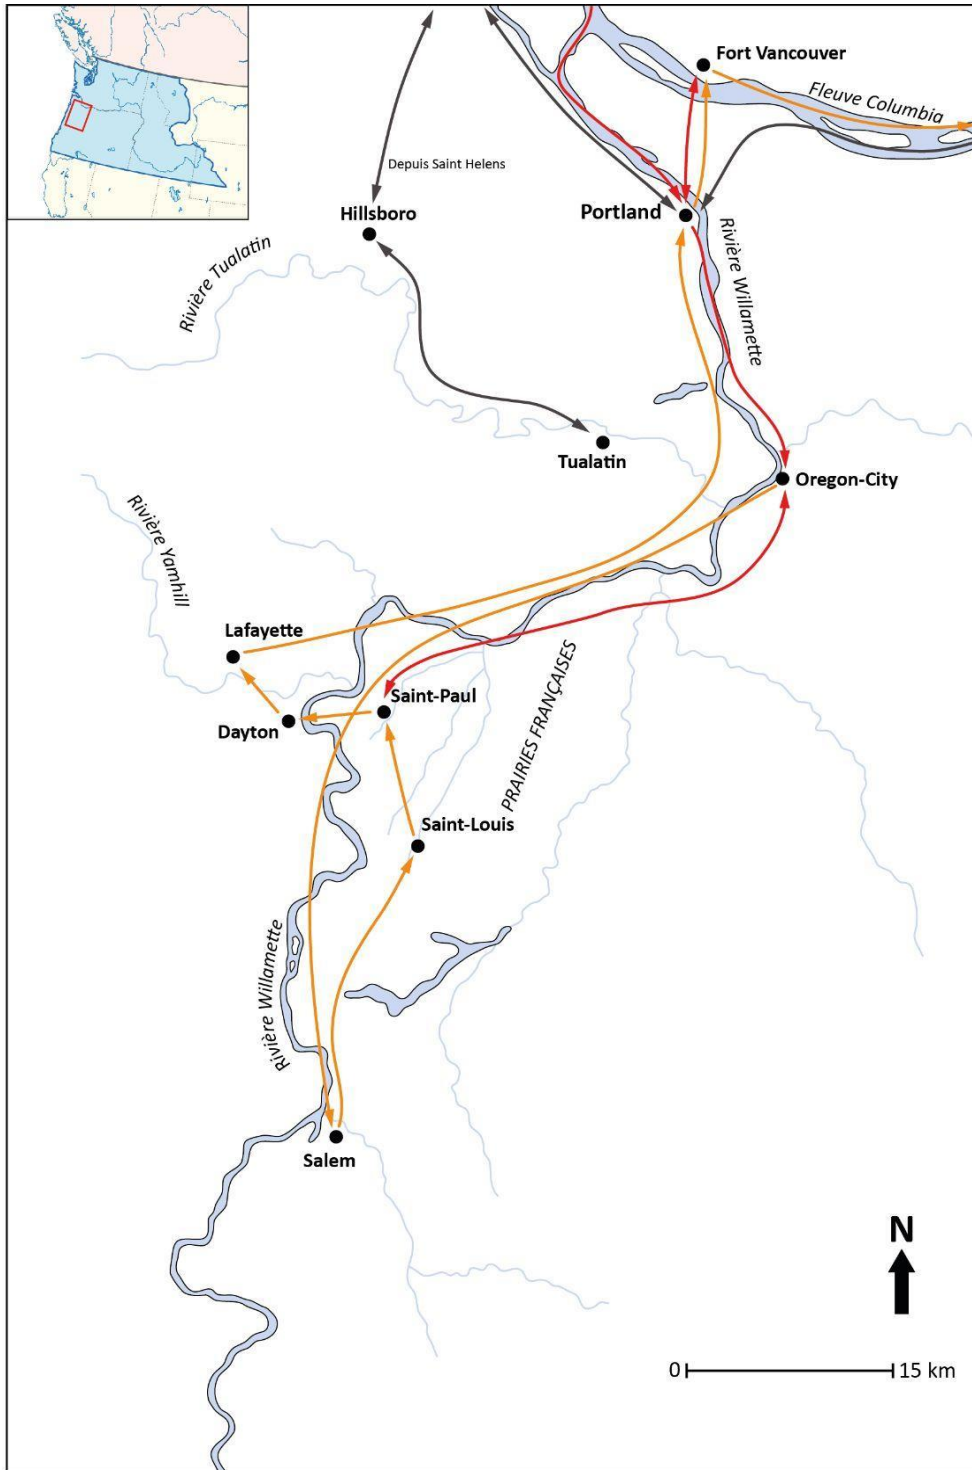 Fort Vancouver
Fleuve Columbia
Depuis Saint Helens
Hillsboro
Portland
Rivière Tualatin
Rivière Willamette
Tualatin
Oregon-City
Rivière Yamhill
Lafayette
PRAIRIES FRANÇAISES
Saint-Paul
Dayton
Saint-Louis
Rivière Willamette
Salem
N
0 15 km